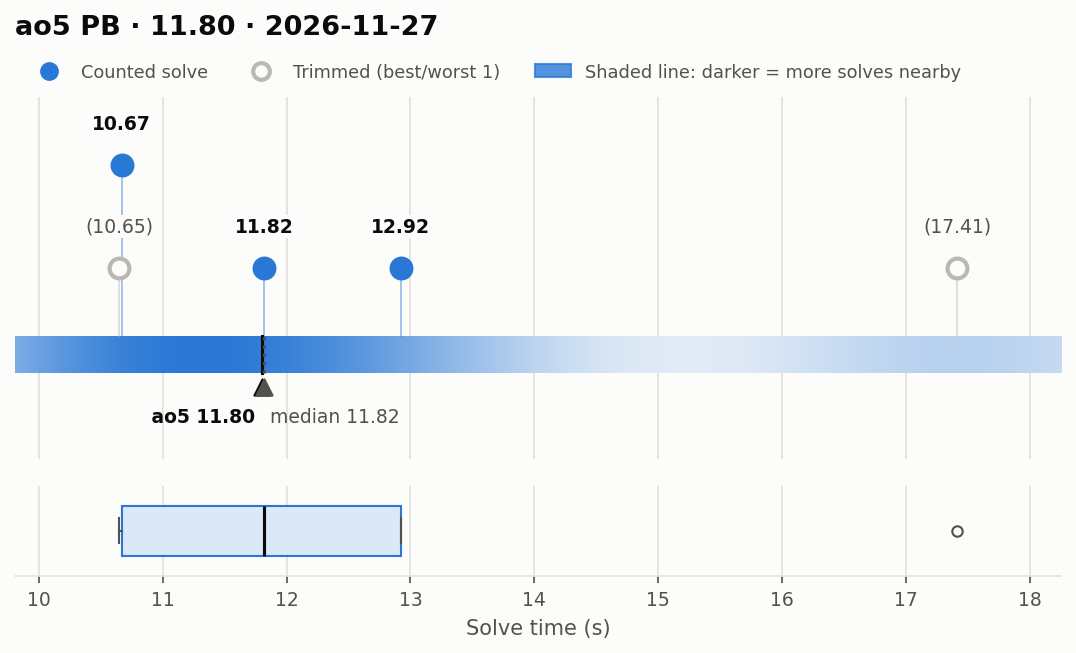 ao5 PB · 11.80 · 2026-11-27
Counted solve
Trimmed (best/worst 1)
Shaded line: darker = more solves nearby
10.67
(10.65)
11.82
12.92
(17.41)
ao5 11.80
median 11.82
10
11
12
13
14
15
16
17
18
Solve time (s)